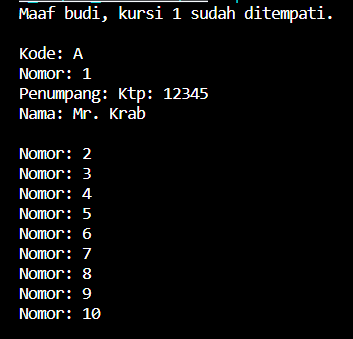 Maaf budi, kursi 1 sudah ditempati.
Kode: A
Nomor: 1
Penumpang: Ktp: 12345
Nama: Mr. Krab
Nomor: 2
Nomor: 3
Nomor: 4
Nomor: 5
Nomor: 6
Nomor: 7
Nomor: 8
Nomor: 9
Nomor: 10